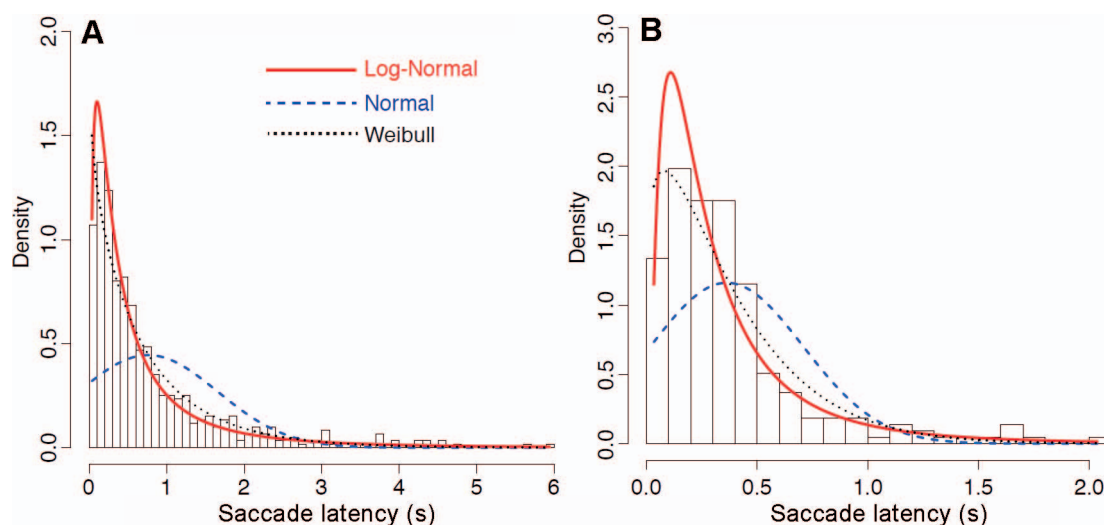 A
Log-Normal
Normal
Weibull
Density
2.0
1.5
1.0
0.5
0.0
0 1 2 3 4 5 6
Saccade latency (s)
B
Density
3.0
2.5
2.0
1.5
1.0
0.5
0.0
0.0 0.5 1.0 1.5 2.0
Saccade latency (s)